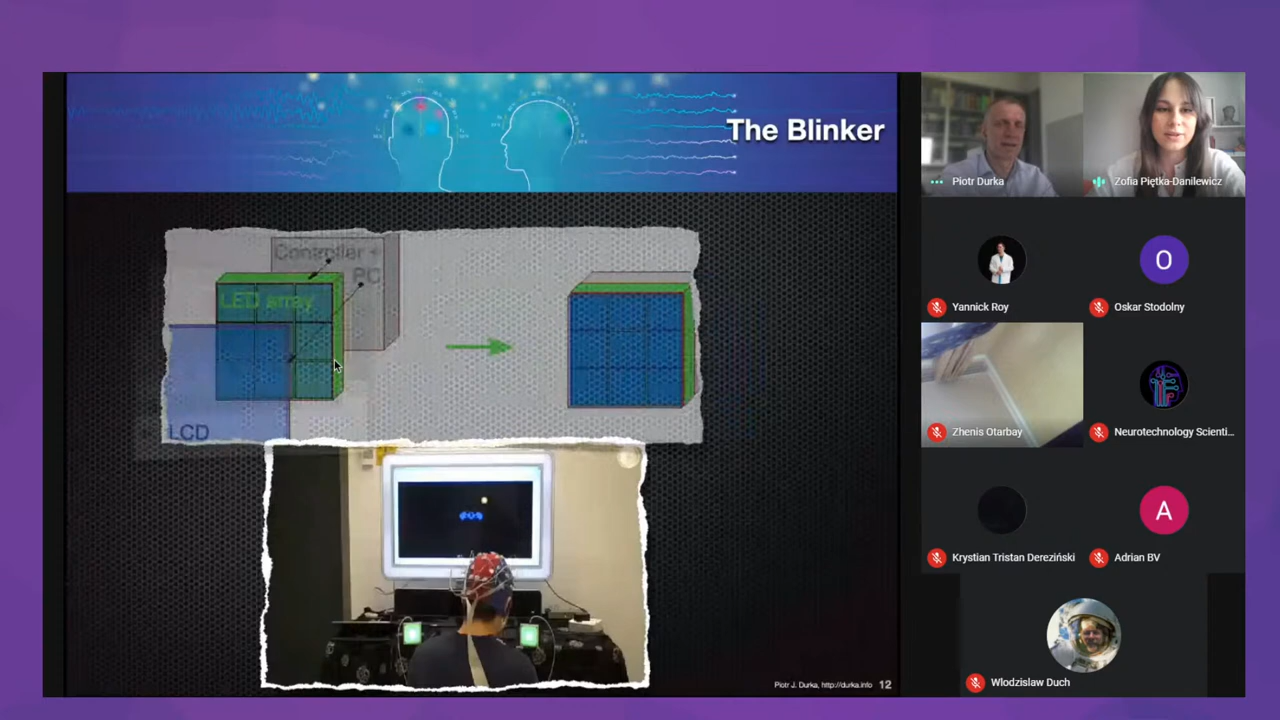 The Blinker
Controller +
PC
LED array
LCD
Piotr J. Durka, http://durka.info 12
Piotr Durka
Zofia Piętka-Danilewicz
Yannick Roy
O
Oskar Stodolny
Zhenis Otarbay
Neurotechnology Scienti...
Krystian Tristan Dereziński
A
Adrian BV
Wlodzislaw Duch